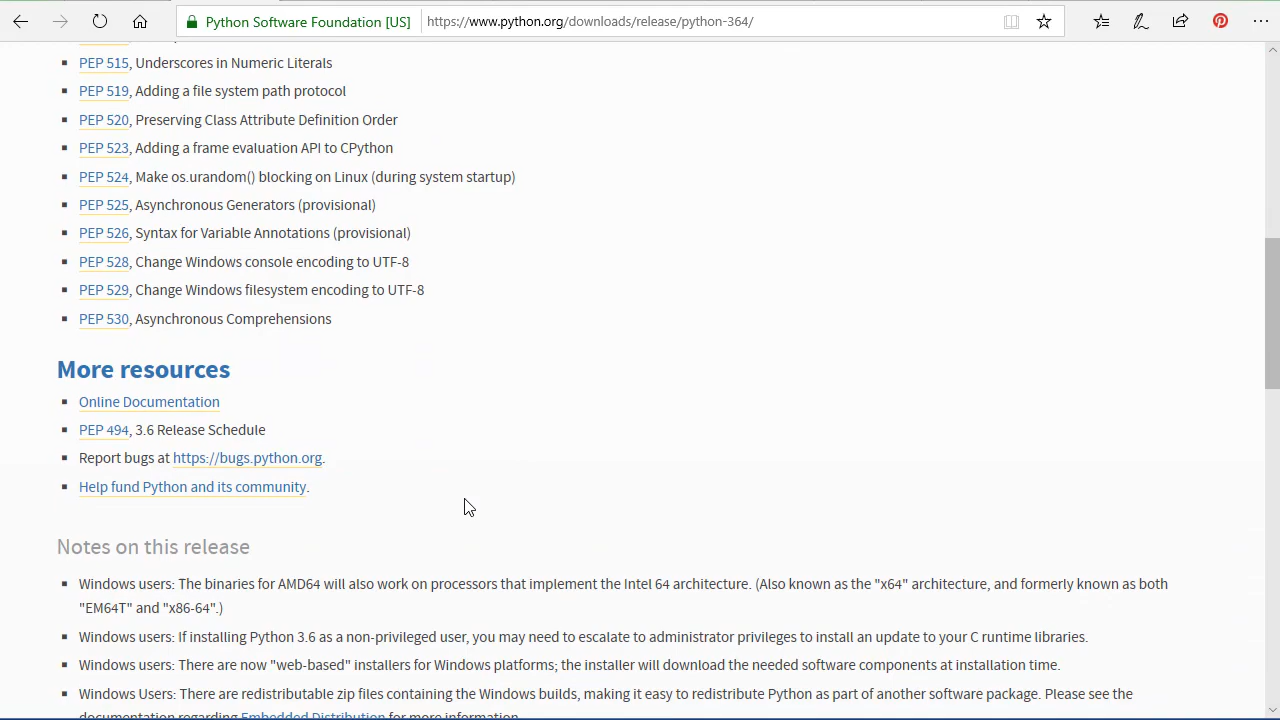 Python Software Foundation [US]
https://www.python.org/downloads/release/python-364/
PEP 515, Underscores in Numeric Literals
PEP 519, Adding a file system path protocol
PEP 520, Preserving Class Attribute Definition Order
PEP 523, Adding a frame evaluation API to CPython
PEP 524, Make os.urandom() blocking on Linux (during system startup)
PEP 525, Asynchronous Generators (provisional)
PEP 526, Syntax for Variable Annotations (provisional)
PEP 528, Change Windows console encoding to UTF-8
PEP 529, Change Windows filesystem encoding to UTF-8
PEP 530, Asynchronous Comprehensions
More resources
Online Documentation
PEP 494, 3.6 Release Schedule
Report bugs at https://bugs.python.org.
Help fund Python and its community.
Notes on this release
Windows users: The binaries for AMD64 will also work on processors that implement the Intel 64 architecture. (Also known as the "x64" architecture, and formerly known as both
"EM64T" and "x86-64".)
Windows users: If installing Python 3.6 as a non-privileged user, you may need to escalate to administrator privileges to install an update to your C runtime libraries.
Windows users: There are now "web-based" installers for Windows platforms; the installer will download the needed software components at installation time.
Windows Users: There are redistributable zip files containing the Windows builds, making it easy to redistribute Python as part of another software package. Please see the
documentation regarding Embedded Distribution for more information.